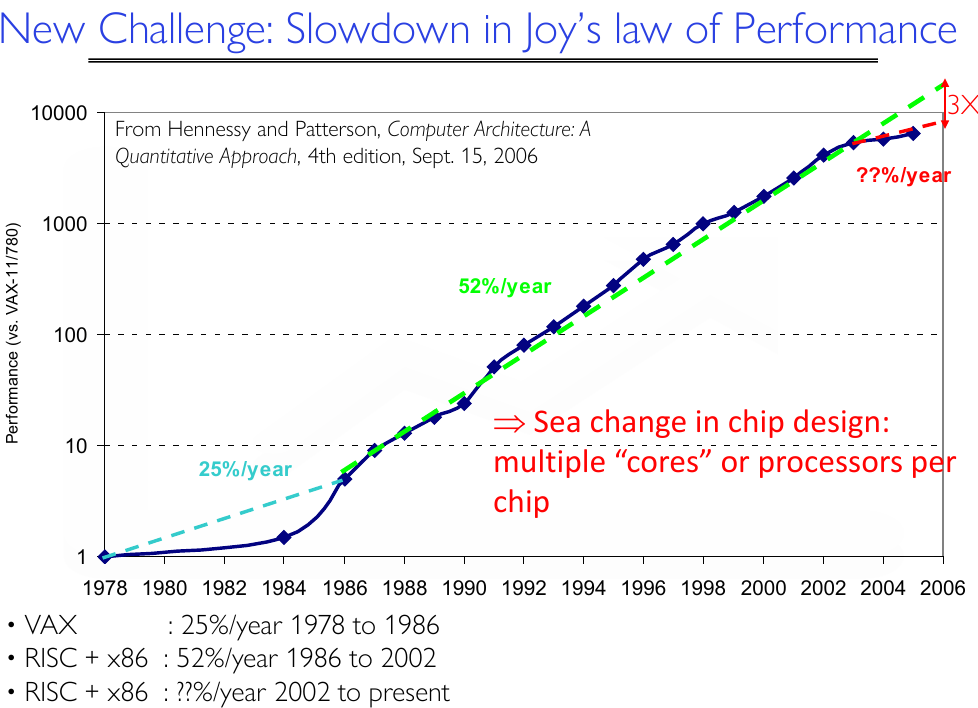 New Challenge: Slowdown in Joy’s law of Performance
10000
From Hennessy and Patterson, Computer Architecture: A
Quantitative Approach, 4th edition, Sept. 15, 2006
3X
??%/year
1000
52%/year
Performance (vs. VAX-11/780)
100
⇒ Sea change in chip design:
multiple “cores” or processors per
chip
10
25%/year
1
1978 1980 1982 1984 1986 1988 1990 1992 1994 1996 1998 2000 2002 2004 2006
• VAX : 25%/year 1978 to 1986
• RISC + x86 : 52%/year 1986 to 2002
• RISC + x86 : ??%/year 2002 to present